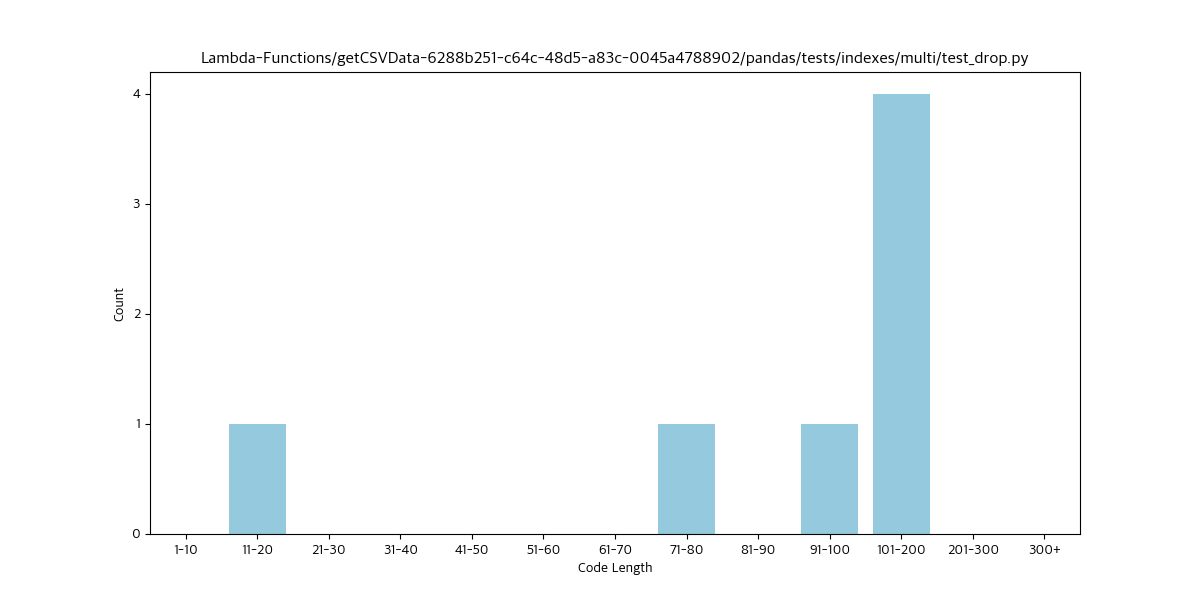 Lambda-Functions/getCSVData-6288b251-c64c-48d5-a83c-0045a4788902/pandas/tests/indexes/multi/test_drop.py
4
3
2
1
0
Count
1-10 11-20 21-30 31-40 41-50 51-60 61-70 71-80 81-90 91-100 101-200 201-300 300+
Code Length